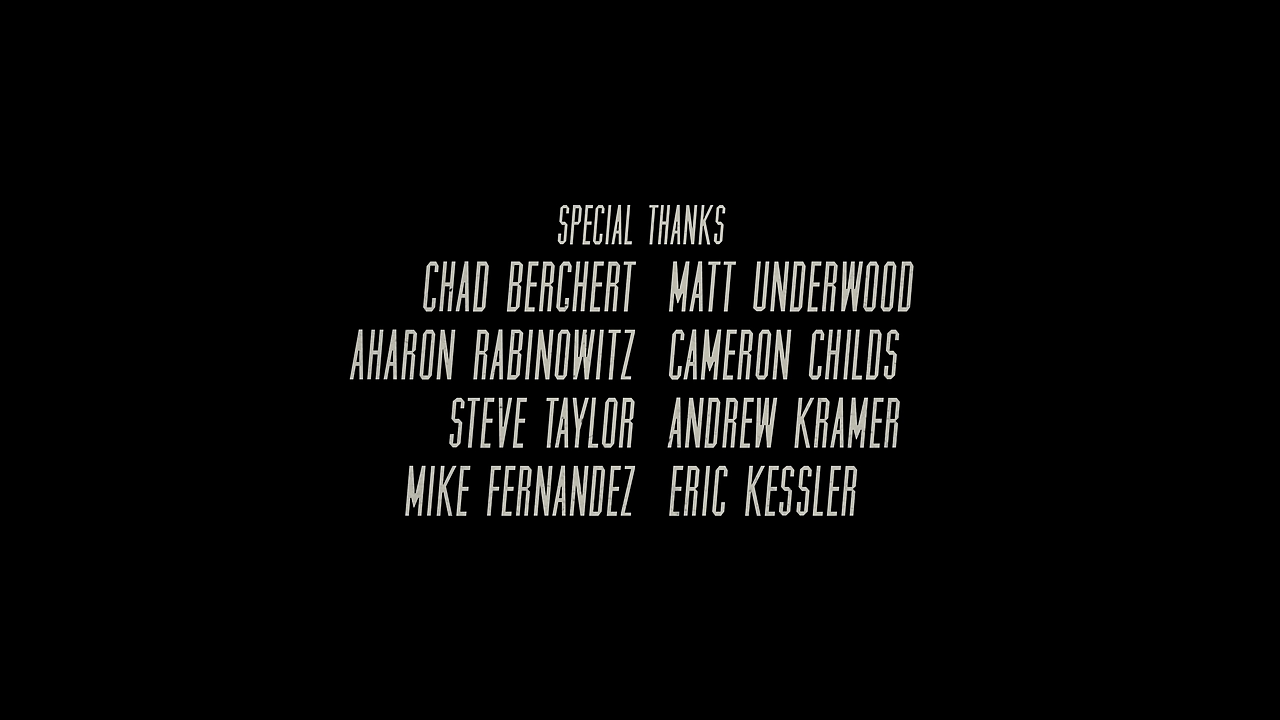 SPECIAL THANKS
CHAD BERCHERT MATT UNDERWOOD
AHARON RABINOWITZ CAMERON CHILDS
STEVE TAYLOR ANDREW KRAMER
MIKE FERNANDEZ ERIC KESSLER